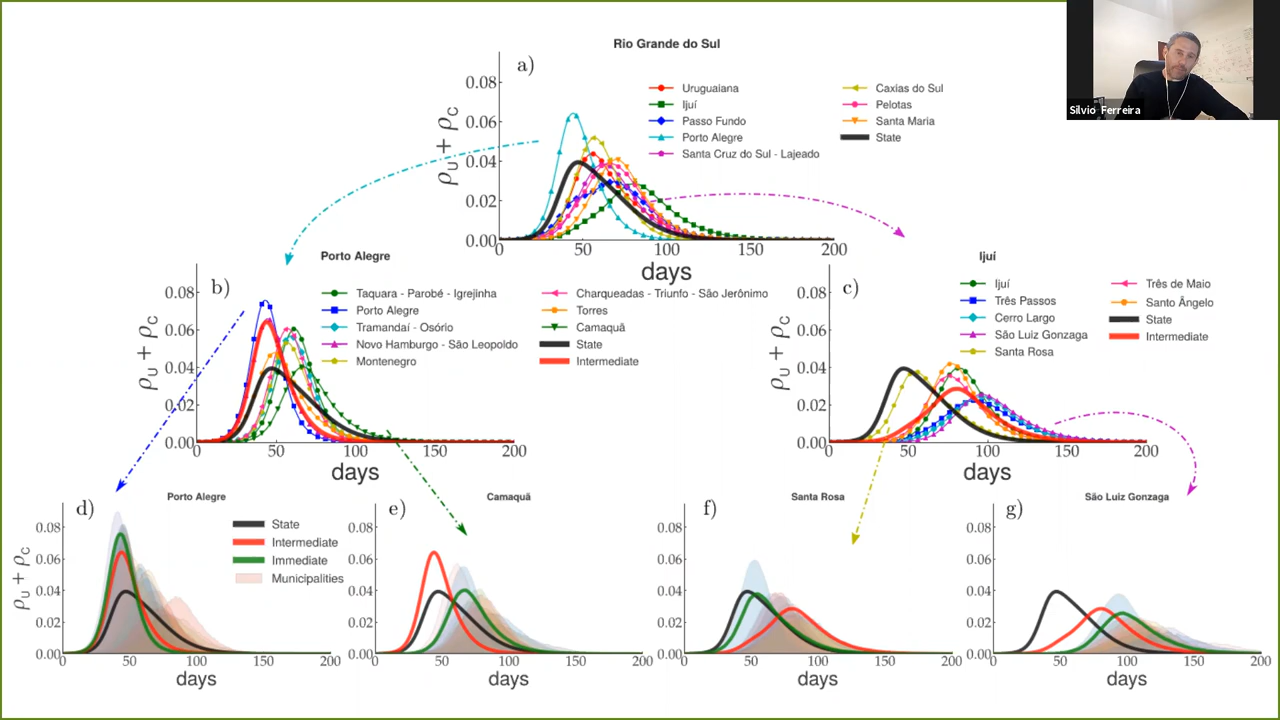 Silvio Ferreira
Rio Grande do Sul
a)
ρU + ρC
0.08
0.06
0.04
0.02
0.00
0
50
100
150
200
days
Uruguaiana
Ijuí
Passo Fundo
Porto Alegre
Santa Cruz do Sul - Lajeado
Caxias do Sul
Pelotas
Santa Maria
State
Porto Alegre
b)
ρU + ρC
0.08
0.06
0.04
0.02
0.00
50
100
150
200
days
Taquara - Parobé - Igrejinha
Porto Alegre
Tramandaí - Osório
Novo Hamburgo - São Leopoldo
Montenegro
Charqueadas - Triunfo - São Jerônimo
Torres
Camaquã
State
Intermediate
Ijuí
c)
ρU + ρC
0.08
0.06
0.04
0.02
0.00
0
50
100
150
200
days
Ijuí
Três Passos
Cerro Largo
São Luiz Gonzaga
Santa Rosa
Três de Maio
Santo Ângelo
State
Intermediate
Porto Alegre
d)
ρU + ρC
0.08
0.06
0.04
0.02
0.00
0
50
100
150
200
days
State
Intermediate
Immediate
Municipalities
Camaquã
e)
0.08
0.06
0.04
0.02
0.00
0
50
100
150
200
days
Santa Rosa
f)
0.08
0.06
0.04
0.02
0.00
0
50
100
150
200
days
São Luiz Gonzaga
g)
0.08
0.06
0.04
0.02
0.00
0
50
100
150
200
days